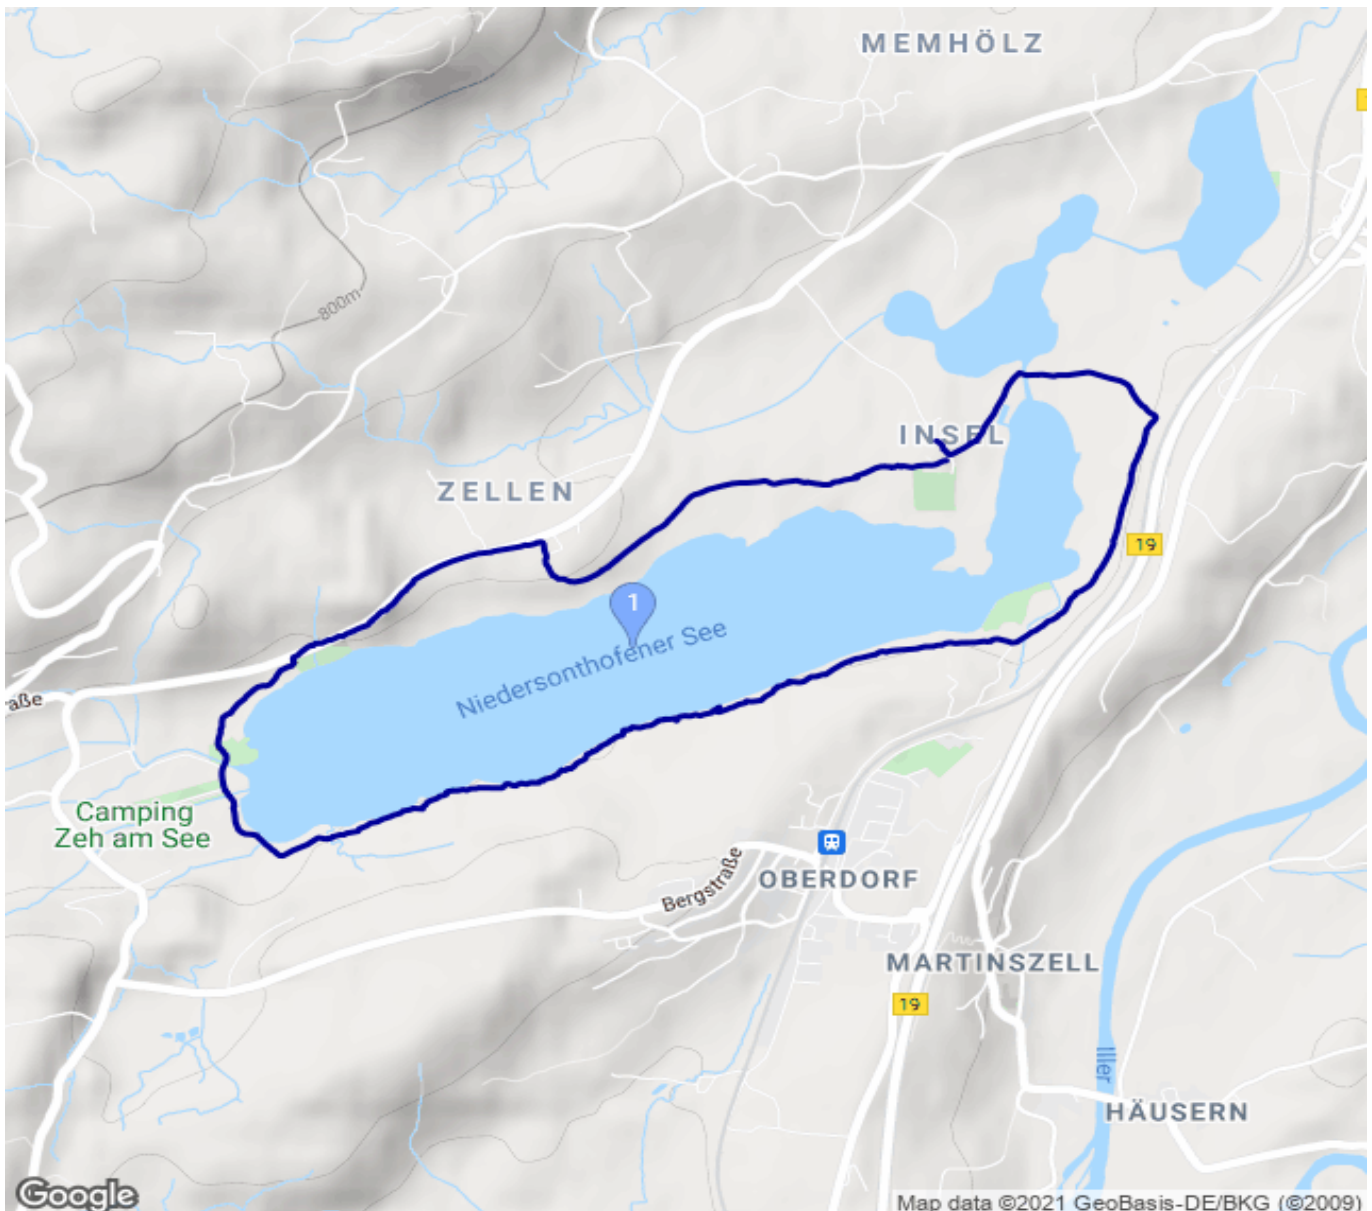 MEMHÖLZ
800m
INSEL
ZELLEN
19
1
Niedersonthofener See
aße
Camping
Zeh am See
Bergstraße
OBERDORF
MARTINSZELL
19
Iller
HÄUSERN
Google
Map data ©2021 GeoBasis-DE/BKG (©2009)